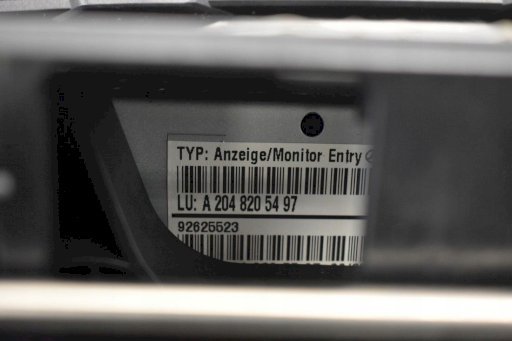 TYP: Anzeige/Monitor Entry
LU: A 204 820 54 97
92625523